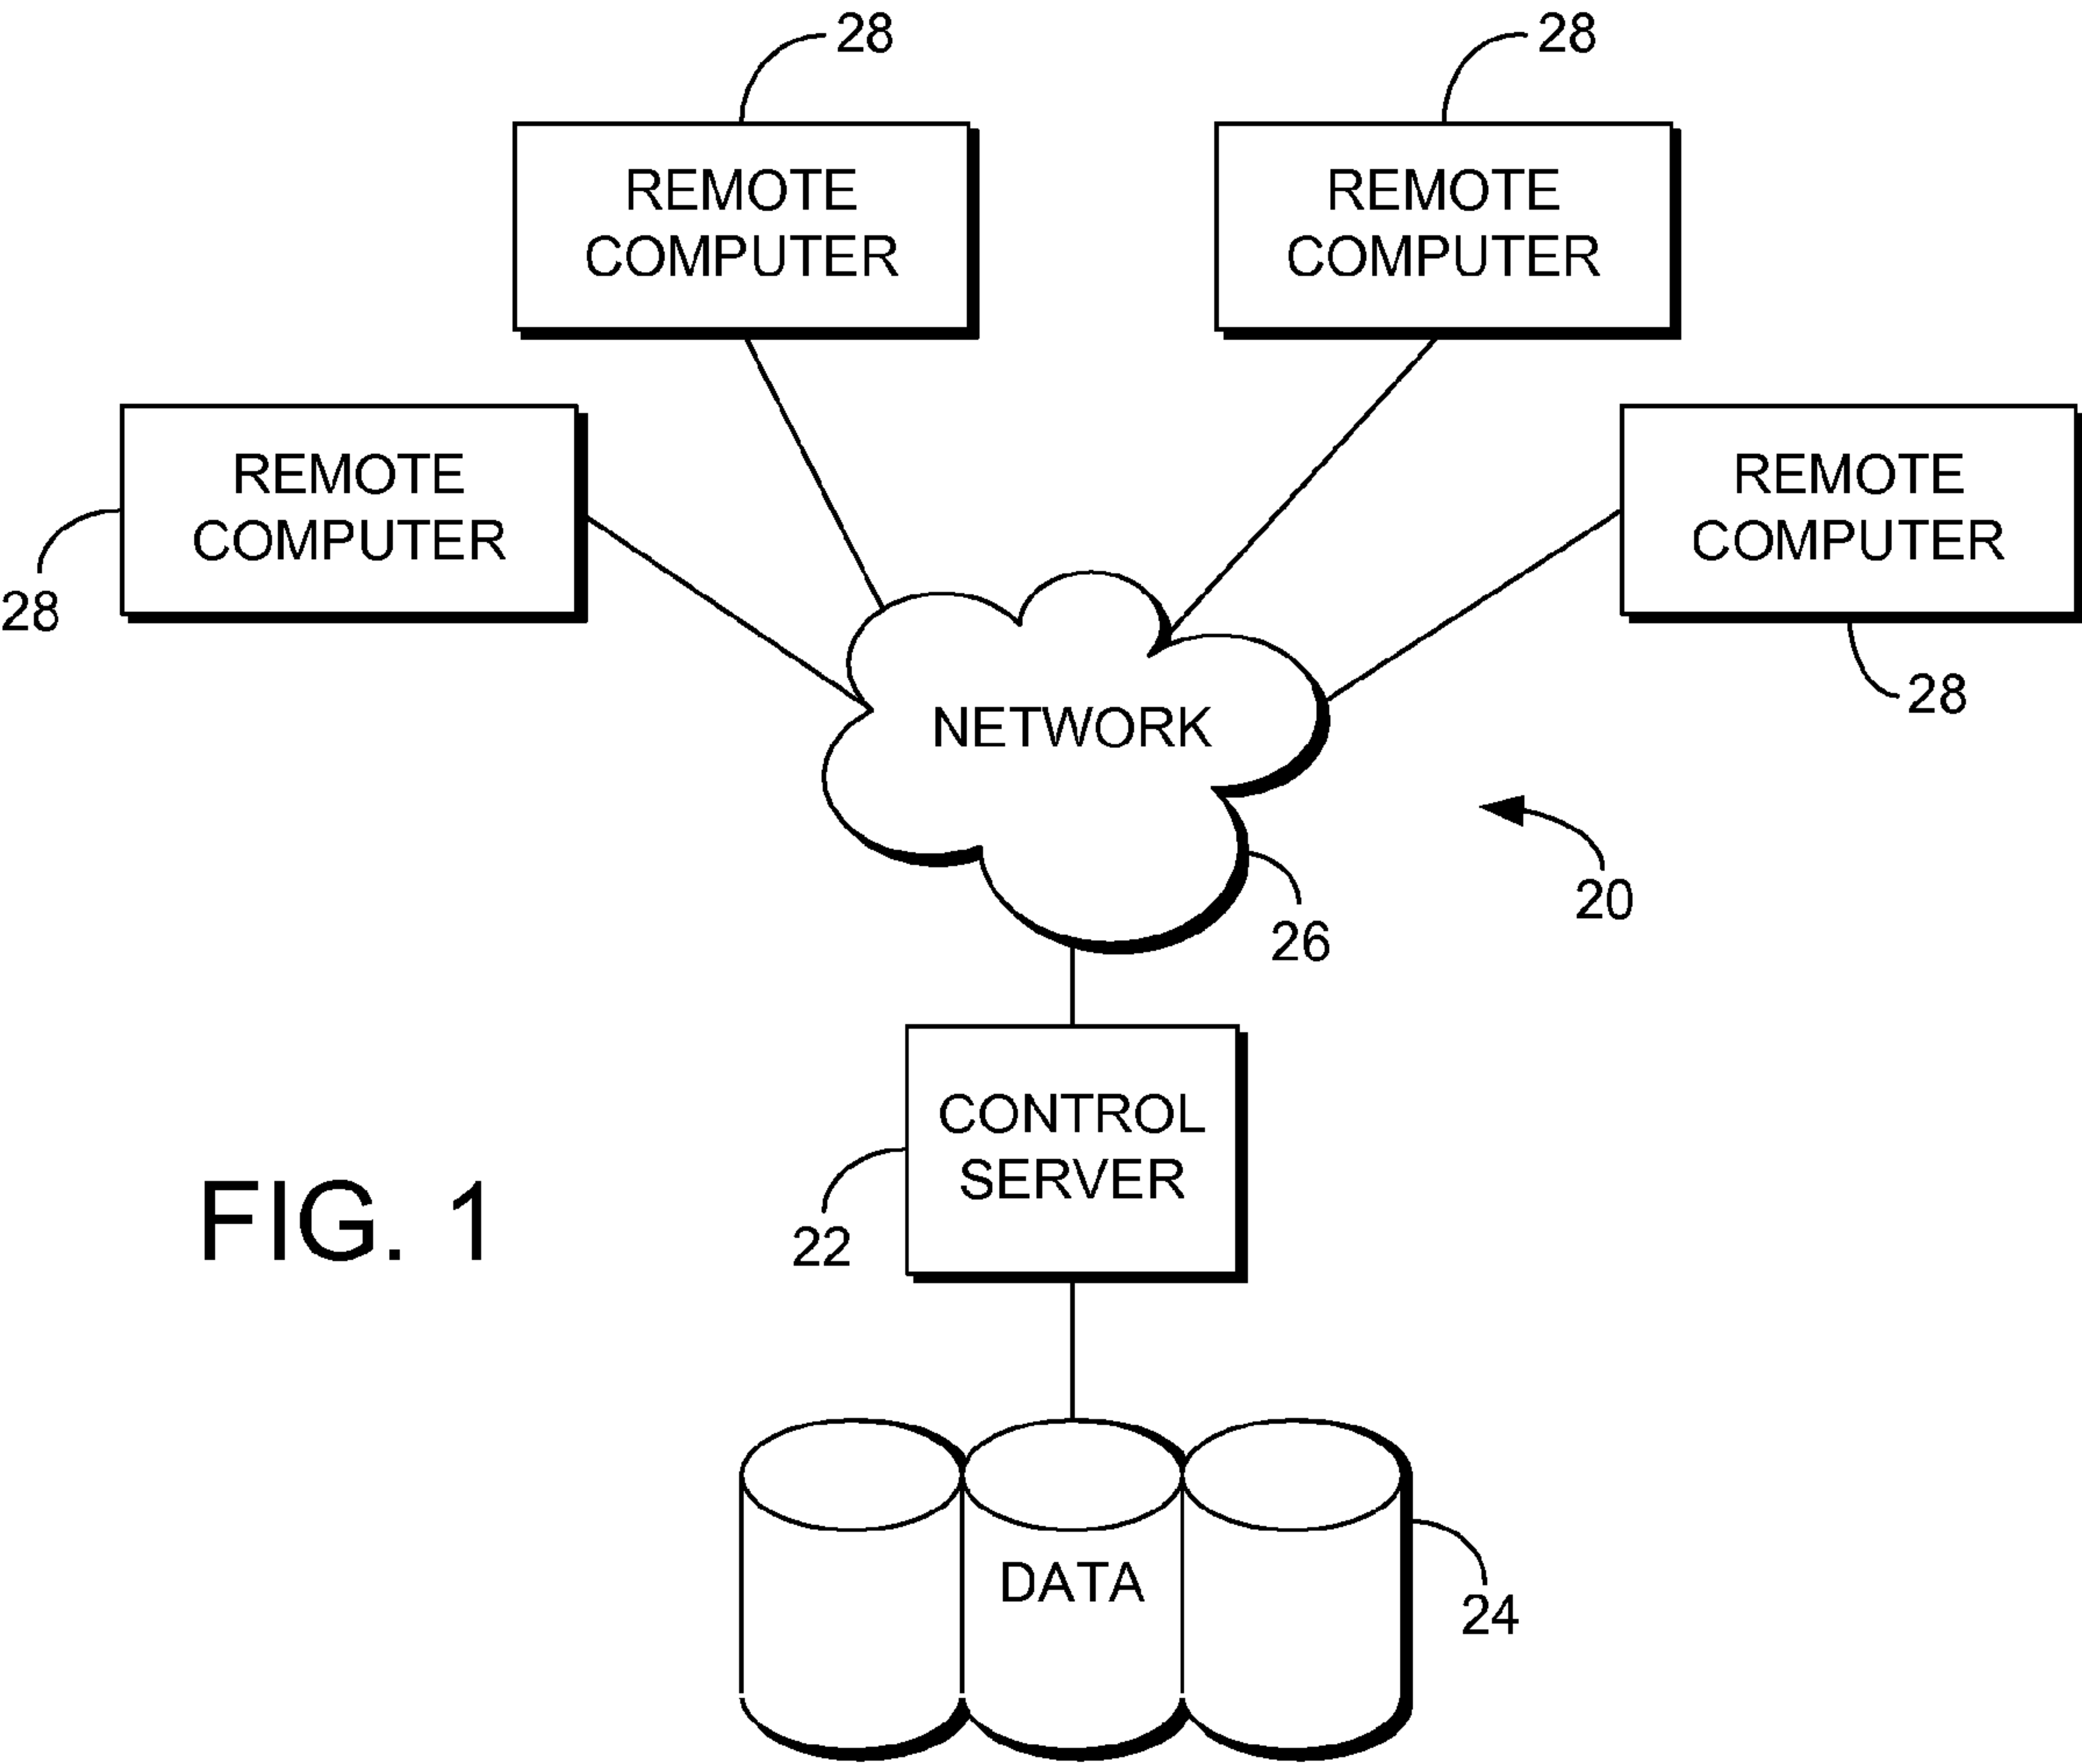 28
28
REMOTE
COMPUTER
REMOTE
COMPUTER
REMOTE
COMPUTER
REMOTE
COMPUTER
28
28
NETWORK
20
26
CONTROL
SERVER
22
FIG. 1
DATA
24